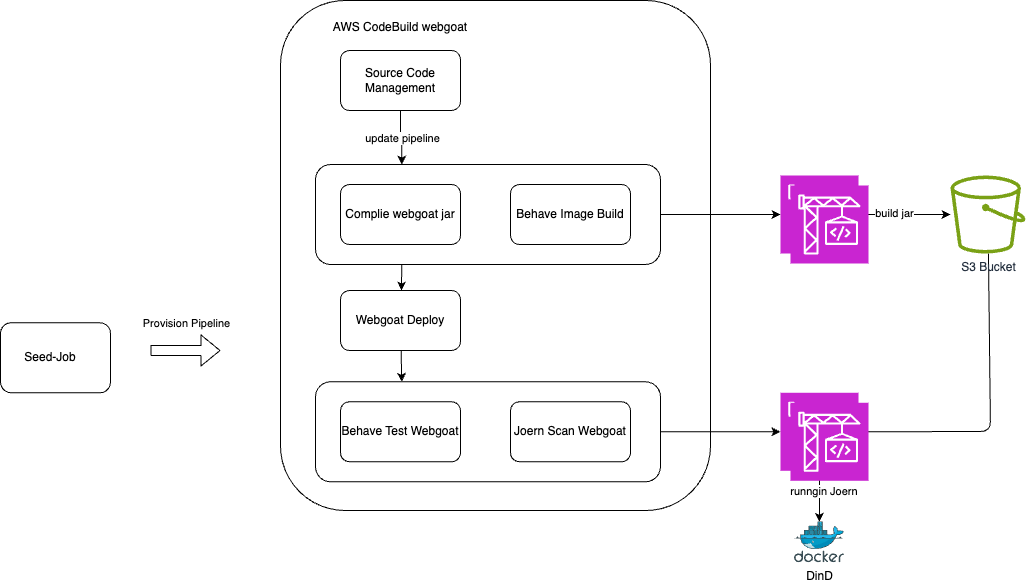 AWS CodeBuild webgoat
Source Code
Management
update pipeline
Complie webgoat jar
Behave Image Build
</>
build jar
S3 Bucket
Webgoat Deploy
Provision Pipeline
Seed-Job
Behave Test Webgoat
Joern Scan Webgoat
</>
runngin Joern
docker
DinD